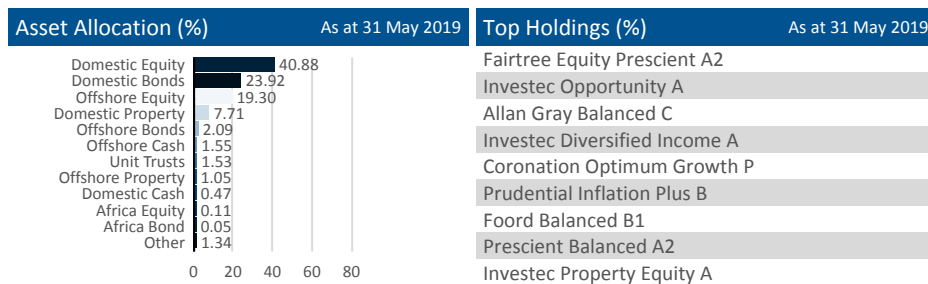 Asset Allocation (%) As at 31 May 2019
Domestic Equity 40.88
Domestic Bonds 23.92
Offshore Equity 19.30
Domestic Property 7.71
Offshore Bonds 2.09
Offshore Cash 1.55
Unit Trusts 1.53
Offshore Property 1.05
Domestic Cash 0.47
Africa Equity 0.11
Africa Bond 0.05
Other 1.34
0 20 40 60 80
Top Holdings (%) As at 31 May 2019
Fairtree Equity Prescient A2
Investec Opportunity A
Allan Gray Balanced C
Investec Diversified Income A
Coronation Optimum Growth P
Prudential Inflation Plus B
Foord Balanced B1
Prescient Balanced A2
Investec Property Equity A